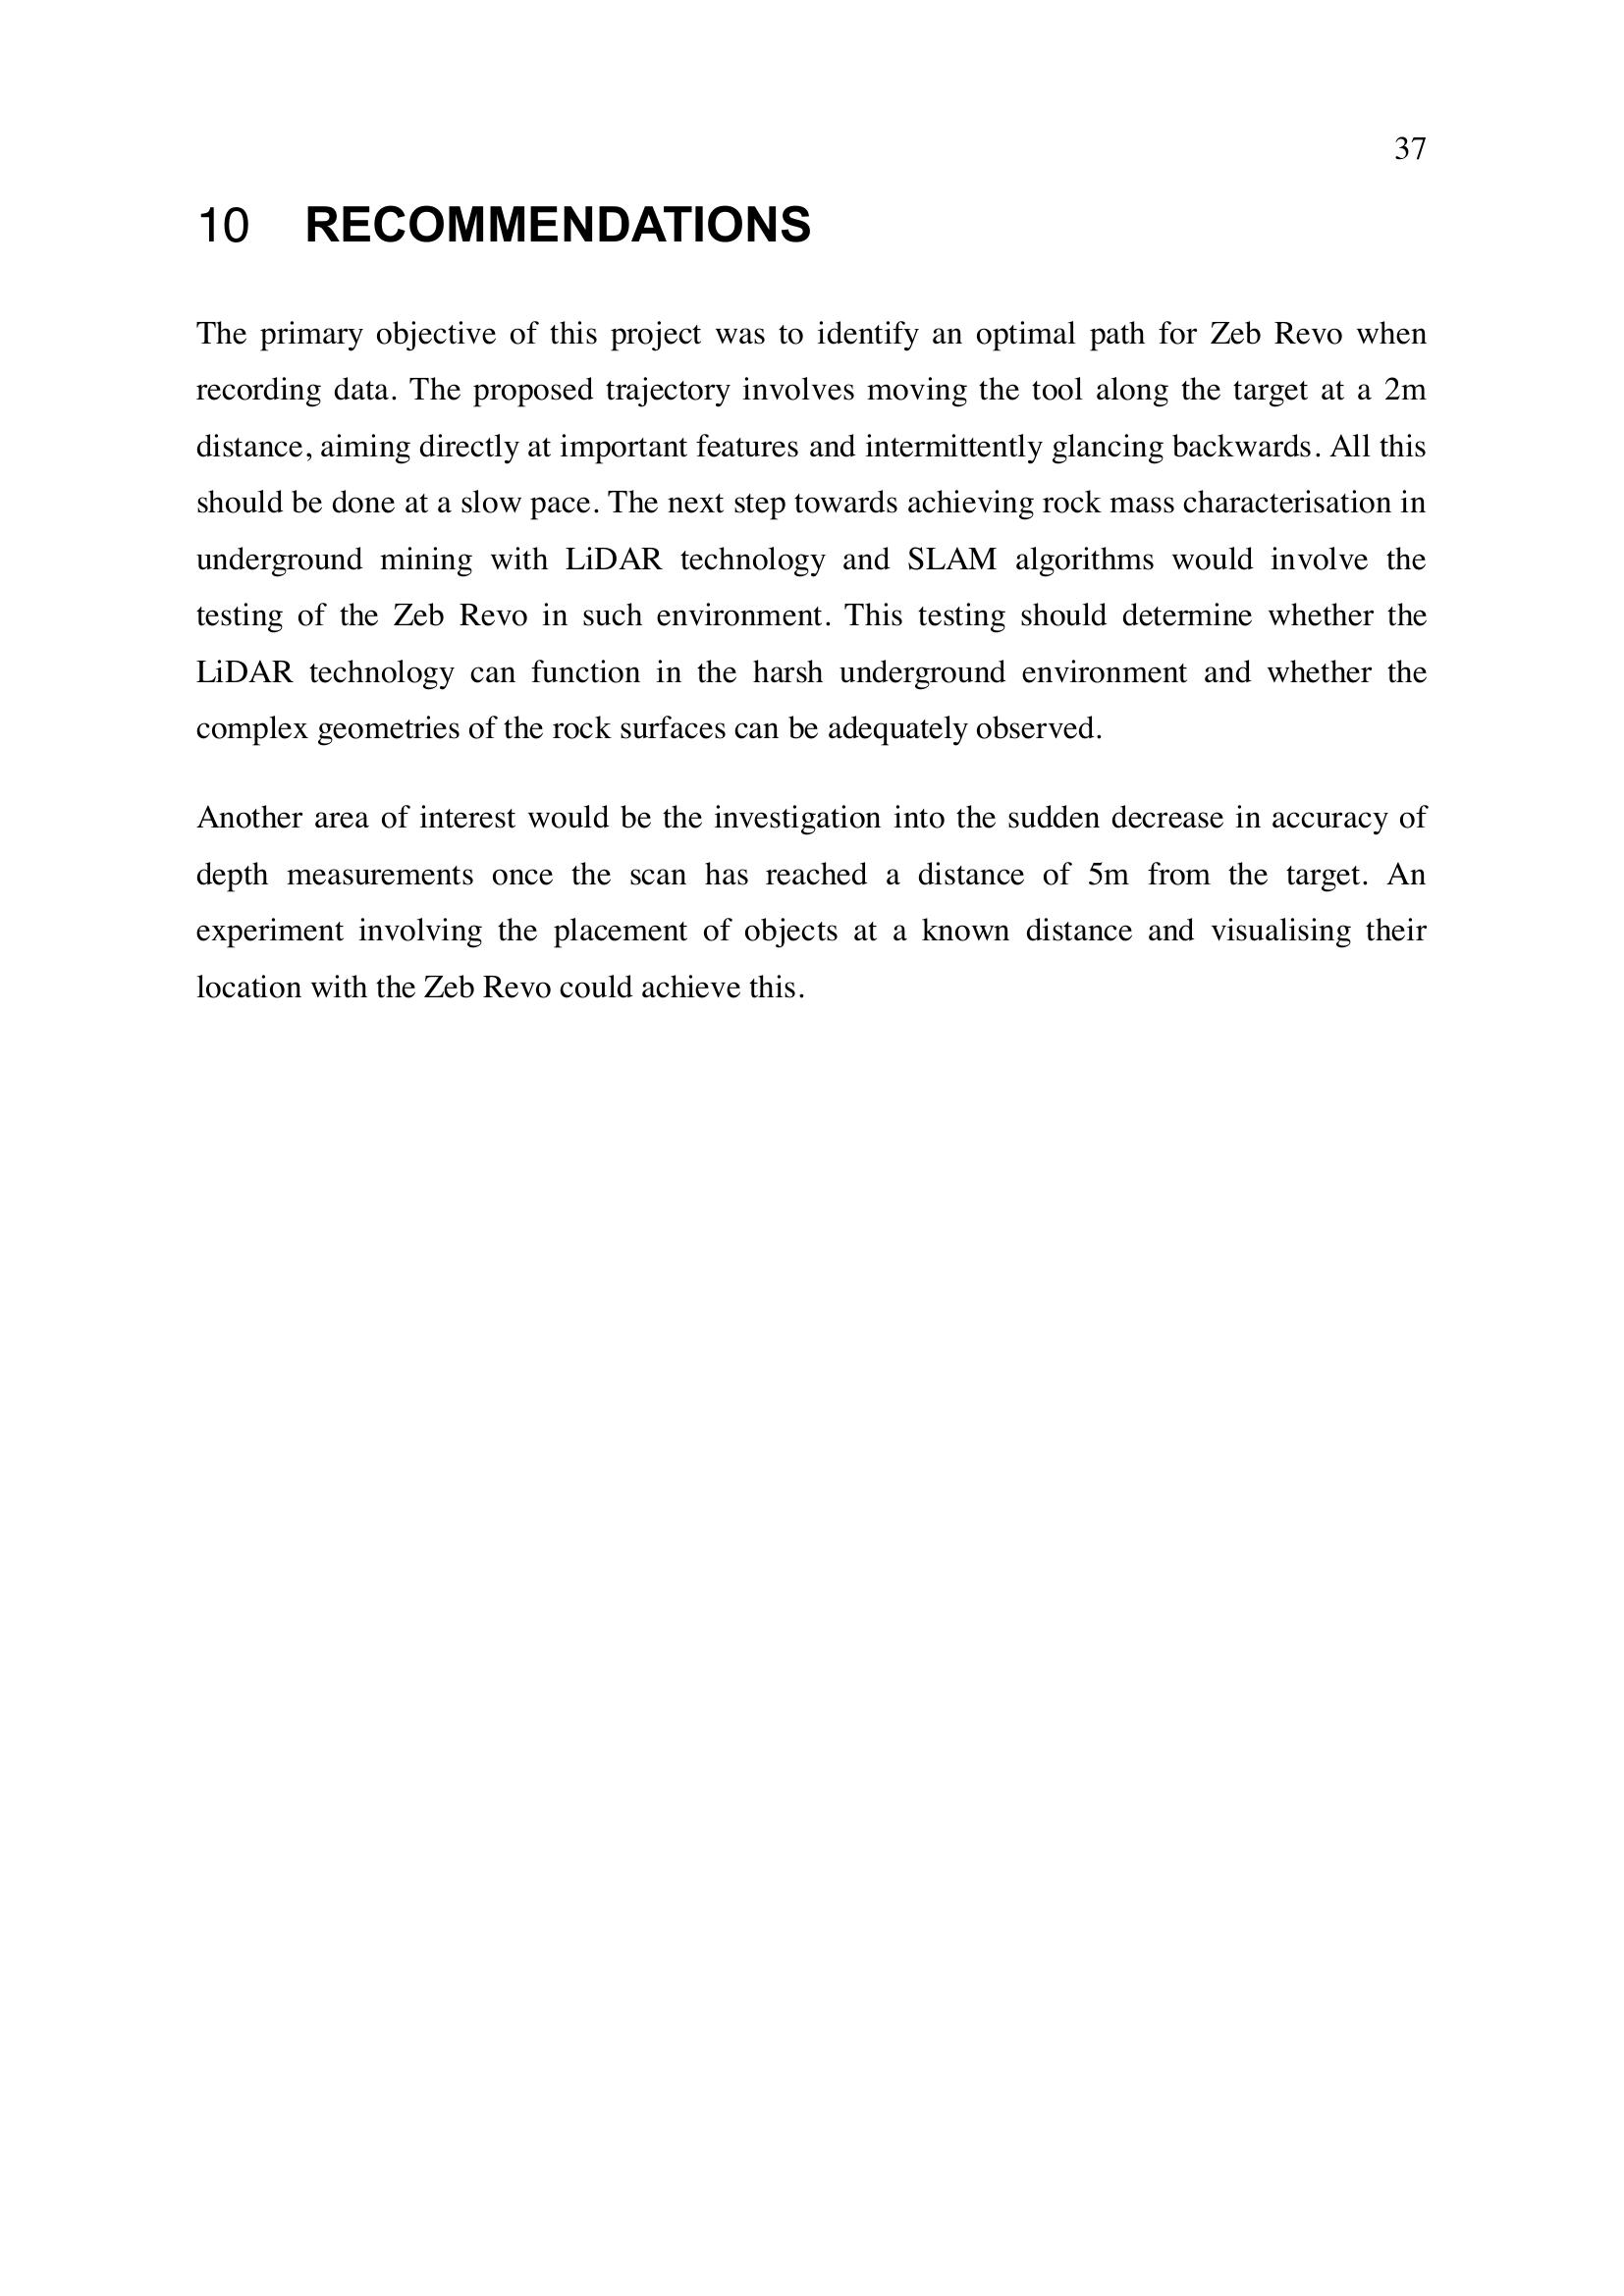 37
10 RECOMMENDATIONS
The primary objective of this project was to identify an optimal path for Zeb Revo when
recording data. The proposed trajectory involves moving the tool along the target at a 2m
distance, aiming directly at important features and intermittently glancing backwards. All this
should be done at a slow pace. The next step towards achieving rock mass characterisation in
underground mining with LiDAR technology and SLAM algorithms would involve the
testing of the Zeb Revo in such environment. This testing should determine whether the
LiDAR technology can function in the harsh underground environment and whether the
complex geometries of the rock surfaces can be adequately observed.
Another area of interest would be the investigation into the sudden decrease in accuracy of
depth measurements once the scan has reached a distance of 5m from the target. An
experiment involving the placement of objects at a known distance and visualising their
location with the Zeb Revo could achieve this.